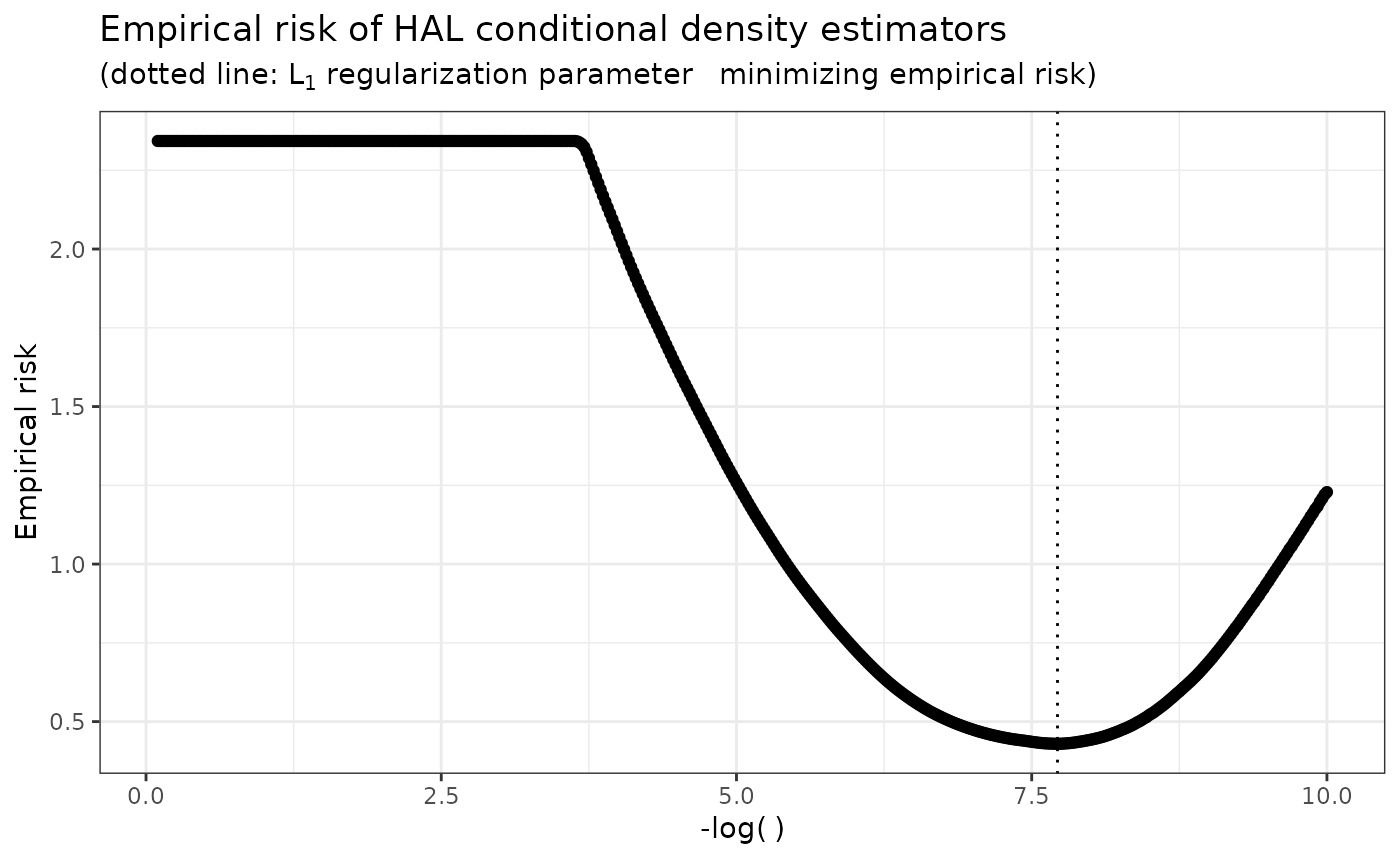 Empirical risk of HAL conditional density estimators
(dotted line: L₁ regularization parameter   minimizing empirical risk)
Empirical risk
2.0
1.5
1.0
0.5
0.0
2.5
5.0
7.5
10.0
-log( )